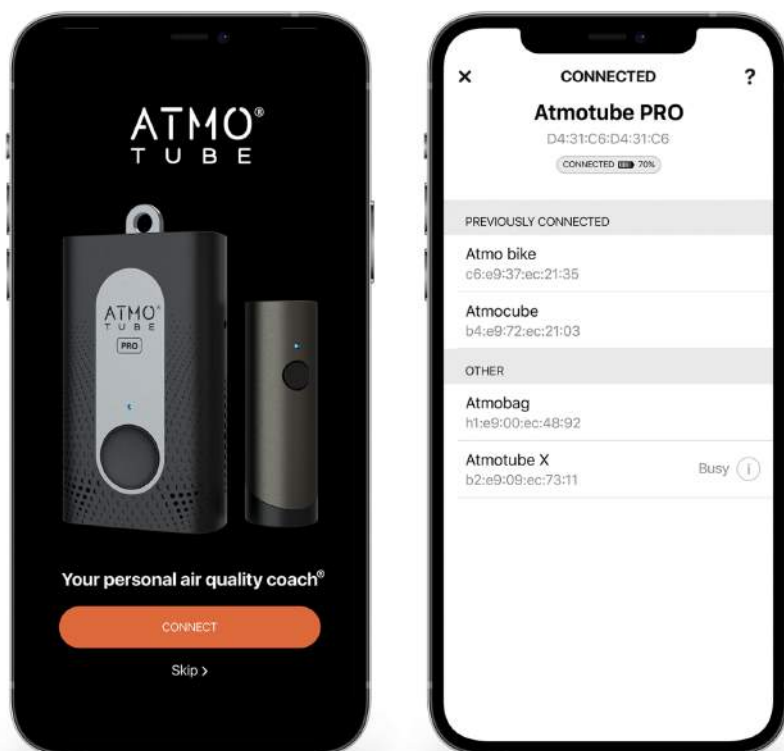 ATMO®
TUBE
ATMO®
TUBE
PRO
Your personal air quality coach®
CONNECT
Skip >
× CONNECTED ?
Atmotube PRO
D4:31:C6:D4:31:C6
CONNECTED 70%
PREVIOUSLY CONNECTED
Atmo bike
c6:e9:37:ec:21:35
Atmocube
b4:e9:72:ec:21:03
OTHER
Atmobag
h1:e9:00:ec:48:92
Atmotube X
b2:e9:09:ec:73:11
Busy i